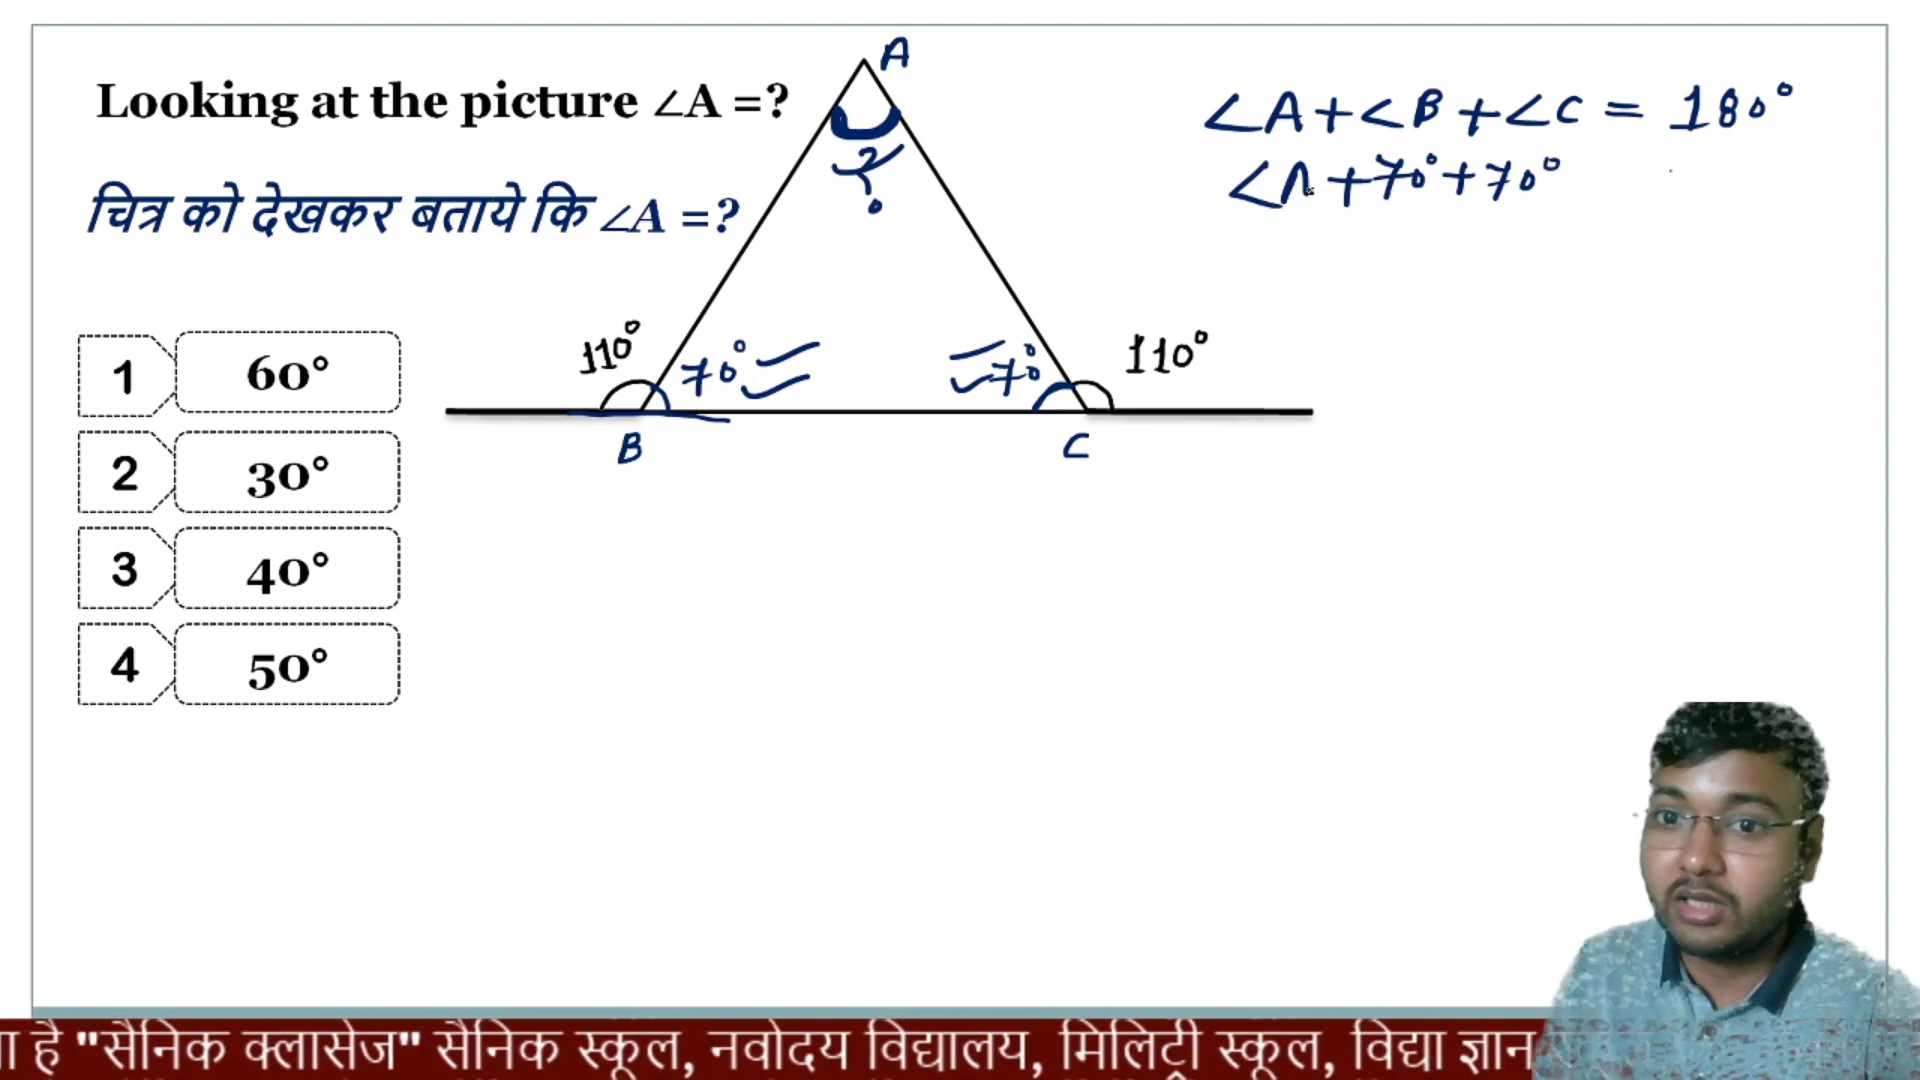 Looking at the picture ∠A =?
चित्र को देखकर बताये कि ∠A =?
A
?
∠A+∠B+∠C = 180°
∠A+70°+70°
110°
70°
70°
110°
B
C
1 60°
2 30°
3 40°
4 50°
है "सैनिक क्लासेज" सैनिक स्कूल, नवोदय विद्यालय, मिलिट्री स्कूल, विद्या ज्ञान